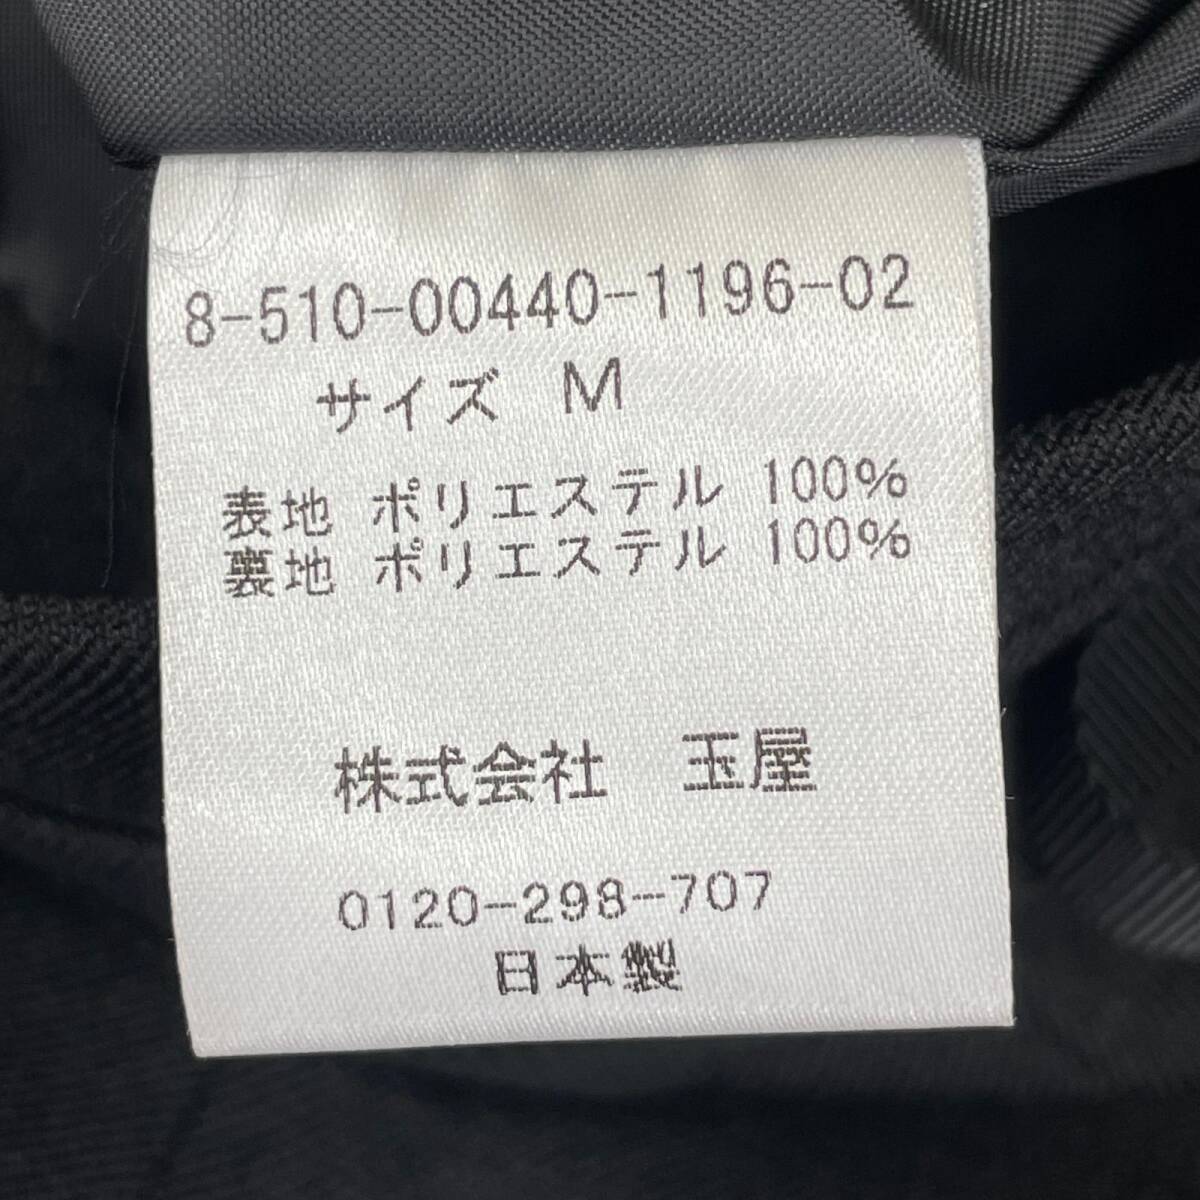 8-510-00440-1196-02
サイズ M
表地 ポリエステル 100%
裏地 ポリエステル 100%
株式会社 玉屋
0120-298-707
日本製